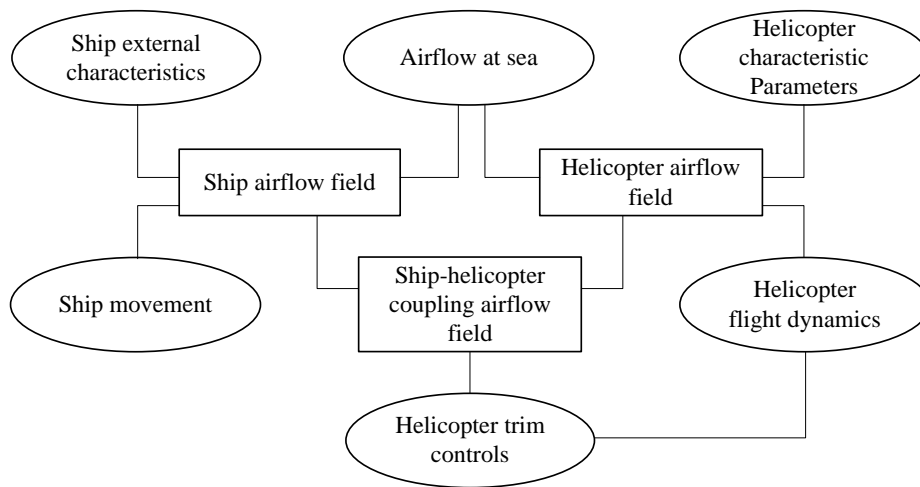 Ship external
characteristics
Airflow at sea
Helicopter
characteristic
Parameters
Ship airflow field
Helicopter airflow
field
Ship movement
Ship-helicopter
coupling airflow
field
Helicopter
flight dynamics
Helicopter trim
controls